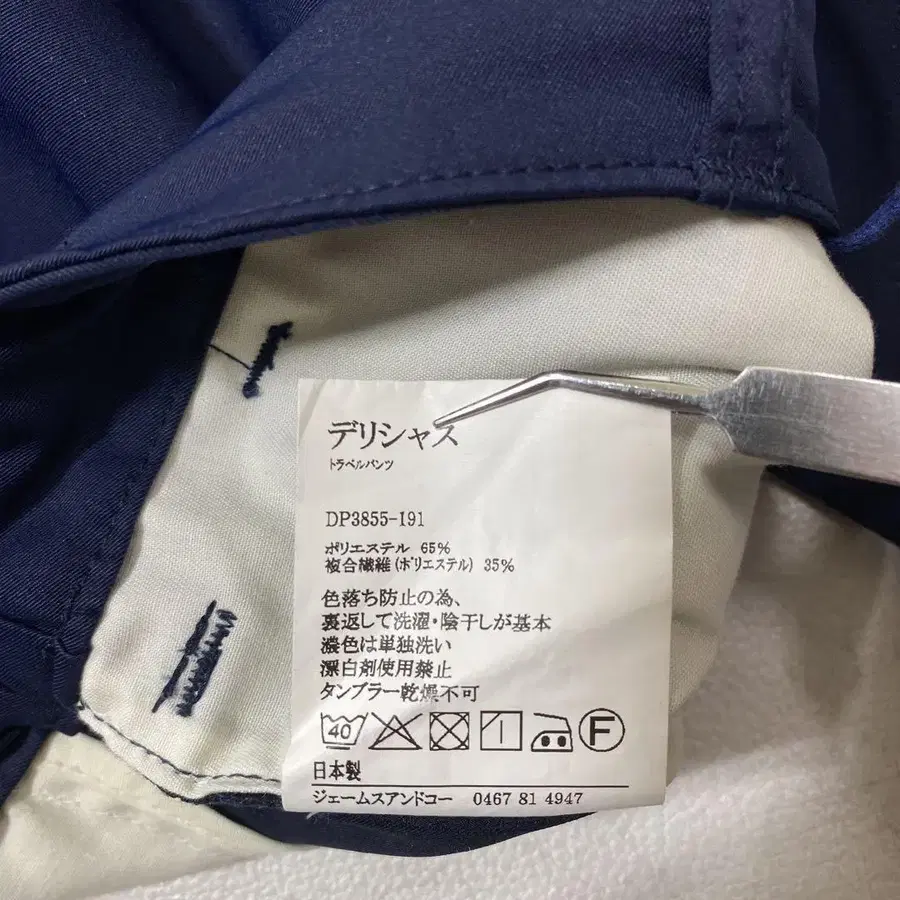 デリシャス
トラベルパンツ
DP3855-191
ポリエステル 65%
複合繊維(ポリエステル) 35%
色落ち防止の為、
裏返して洗濯・陰干しが基本
濃色は単独洗い
漂白剤使用禁止
タンブラー乾燥不可
40 F
日本製
ジェームスアンドコー 0467 81 4947